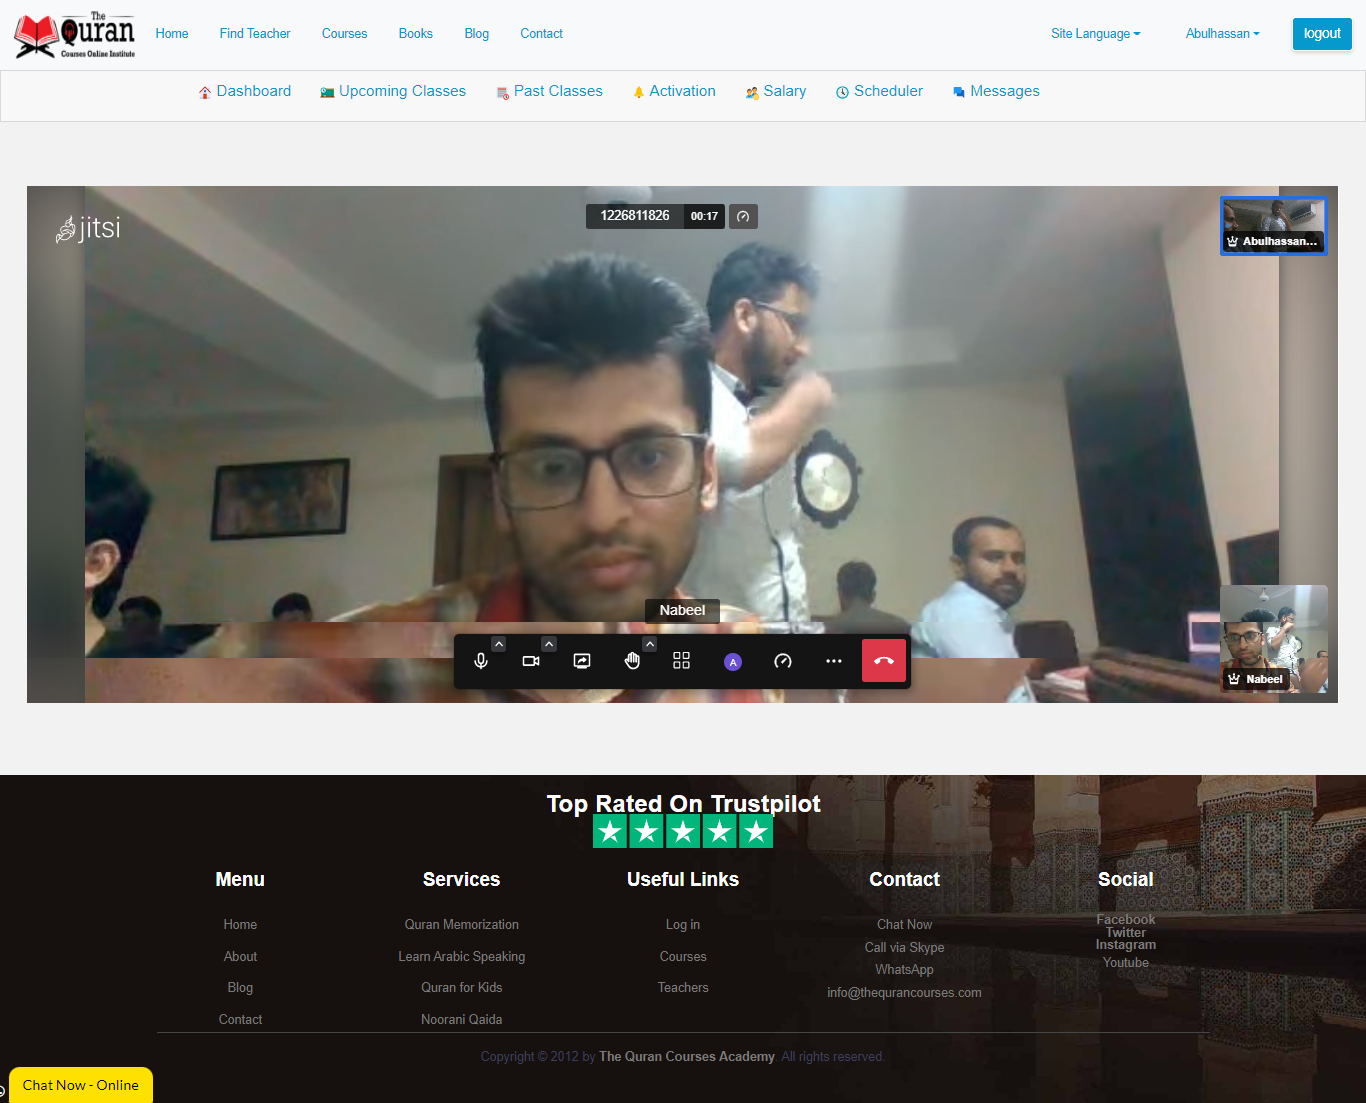 The
Quran
Courses Online Institute
Home
Find Teacher
Courses
Books
Blog
Contact
Site Language
Abulhassan
logout
Dashboard
Upcoming Classes
Past Classes
Activation
Salary
Scheduler
Messages
jitsi
1226811826
00:17
Abulhassan...
Nabeel
A
Nabeel
Top Rated On Trustpilot
Menu
Home
About
Blog
Contact
Services
Quran Memorization
Learn Arabic Speaking
Quran for Kids
Noorani Qaida
Useful Links
Log in
Courses
Teachers
Contact
Chat Now
Call via Skype
WhatsApp
info@thequrancourses.com
Social
Facebook
Twitter
Instagram
Youtube
Copyright © 2012 by The Quran Courses Academy. All rights reserved.
Chat Now - Online